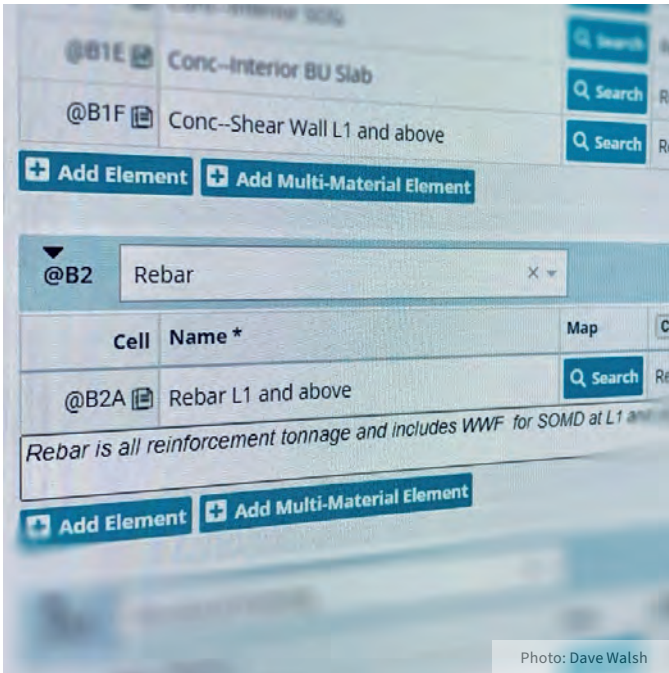 @B1E Conc--Interior BU Slab Search
@B1F Conc--Shear Wall L1 and above Search
Add Element Add Multi-Material Element
@B2 Rebar
Cell Name * Map
@B2A Rebar L1 and above Search
Rebar is all reinforcement tonnage and includes WWF for SOMD at L1 and
Add Element Add Multi-Material Element
Photo: Dave Walsh